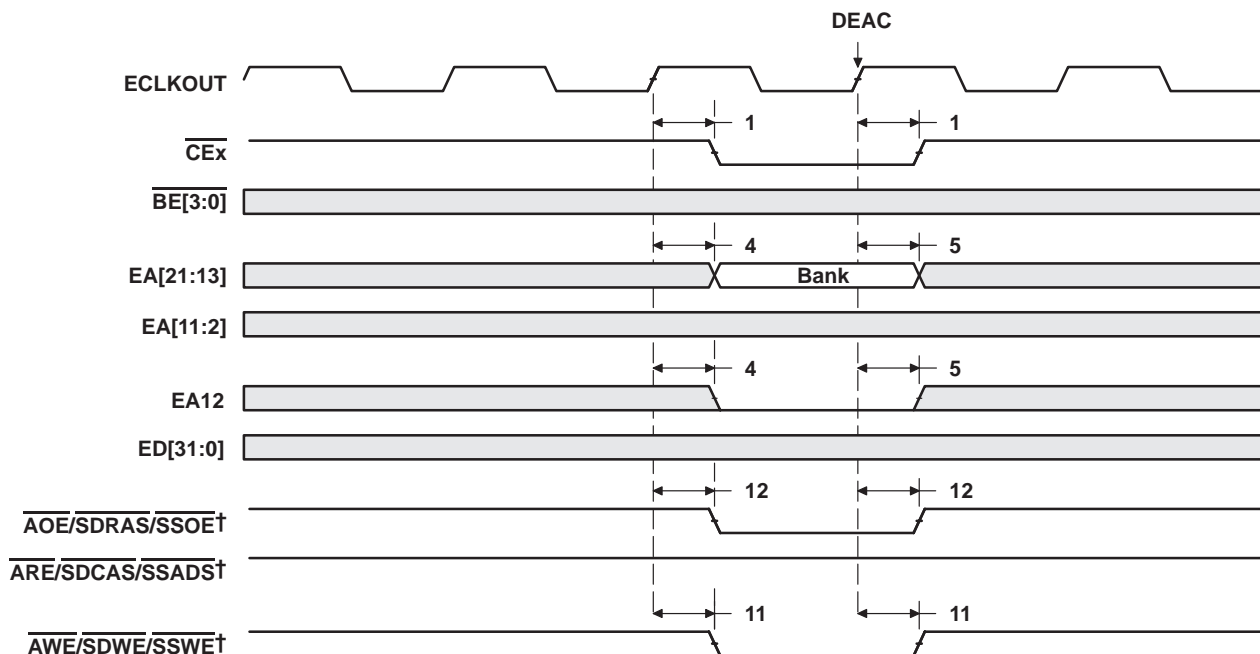 DEAC
ECLKOUT
1 1
CEx
BE[3:0]
4 5
EA[21:13] Bank
EA[11:2]
4 5
EA12
ED[31:0]
12 12
AOE/SDRAS/SSOE†
ARE/SDCAS/SSADS†
11 11
AWE/SDWE/SSWE†